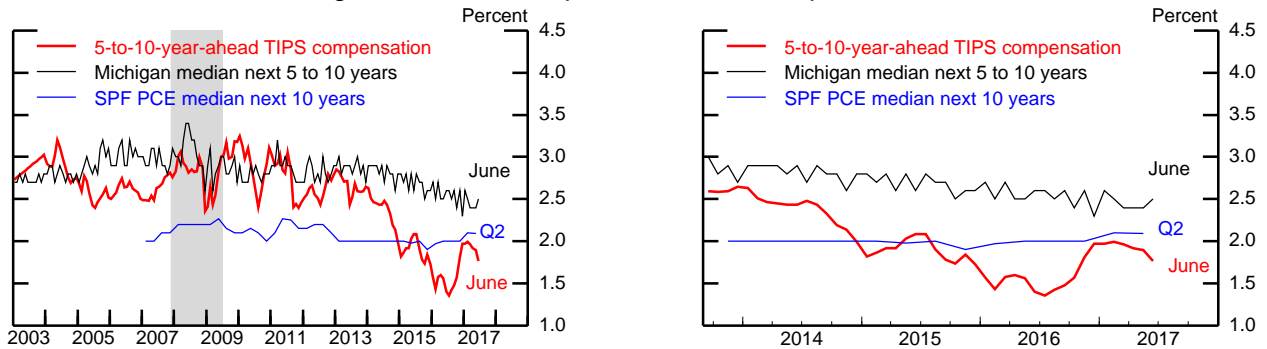 Percent
4.5
5-to-10-year-ahead TIPS compensation
Michigan median next 5 to 10 years
4.0
SPF PCE median next 10 years
3.5
3.0
June
2.5
Q2
2.0
1.5
June
1.0
2003 2005 2007 2009 2011 2013 2015 2017
Percent
4.5
5-to-10-year-ahead TIPS compensation
Michigan median next 5 to 10 years
4.0
SPF PCE median next 10 years
3.5
3.0
June
2.5
Q2
2.0
June
1.5
1.0
2014 2015 2016 2017